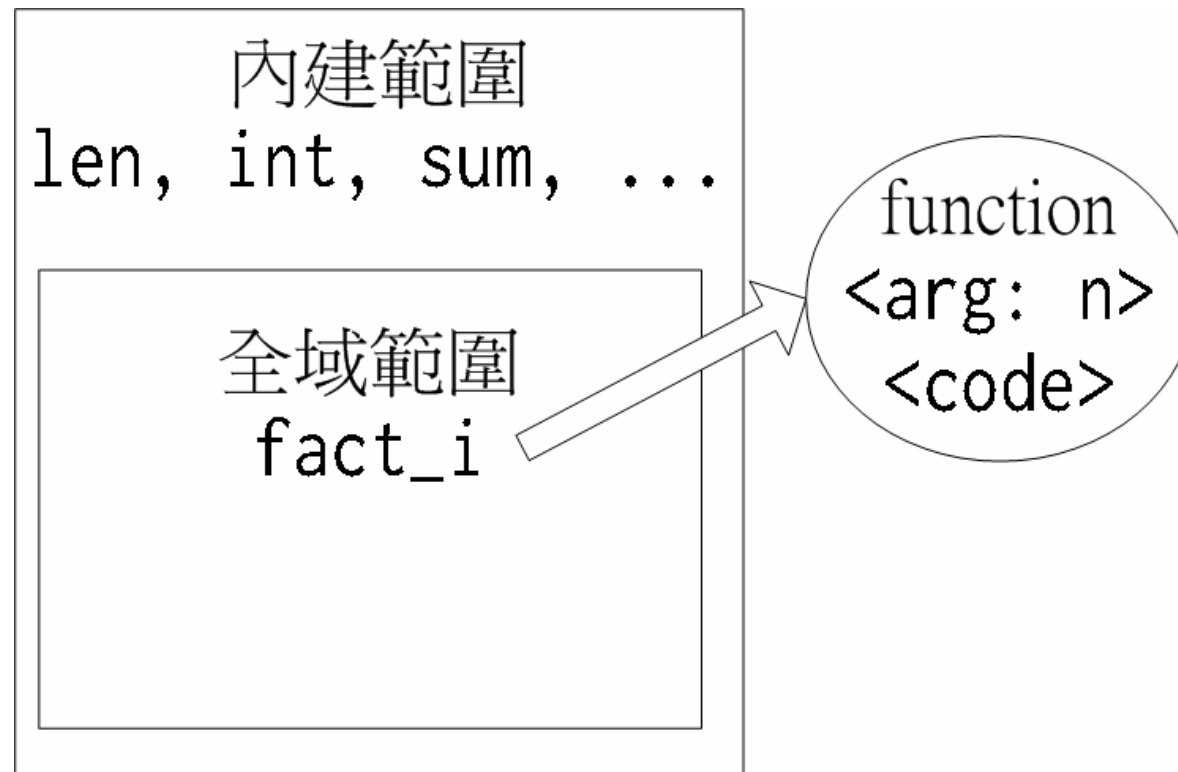 內建範圍
len, int, sum, ...
全域範圍
fact_i
function
<arg: n>
<code>